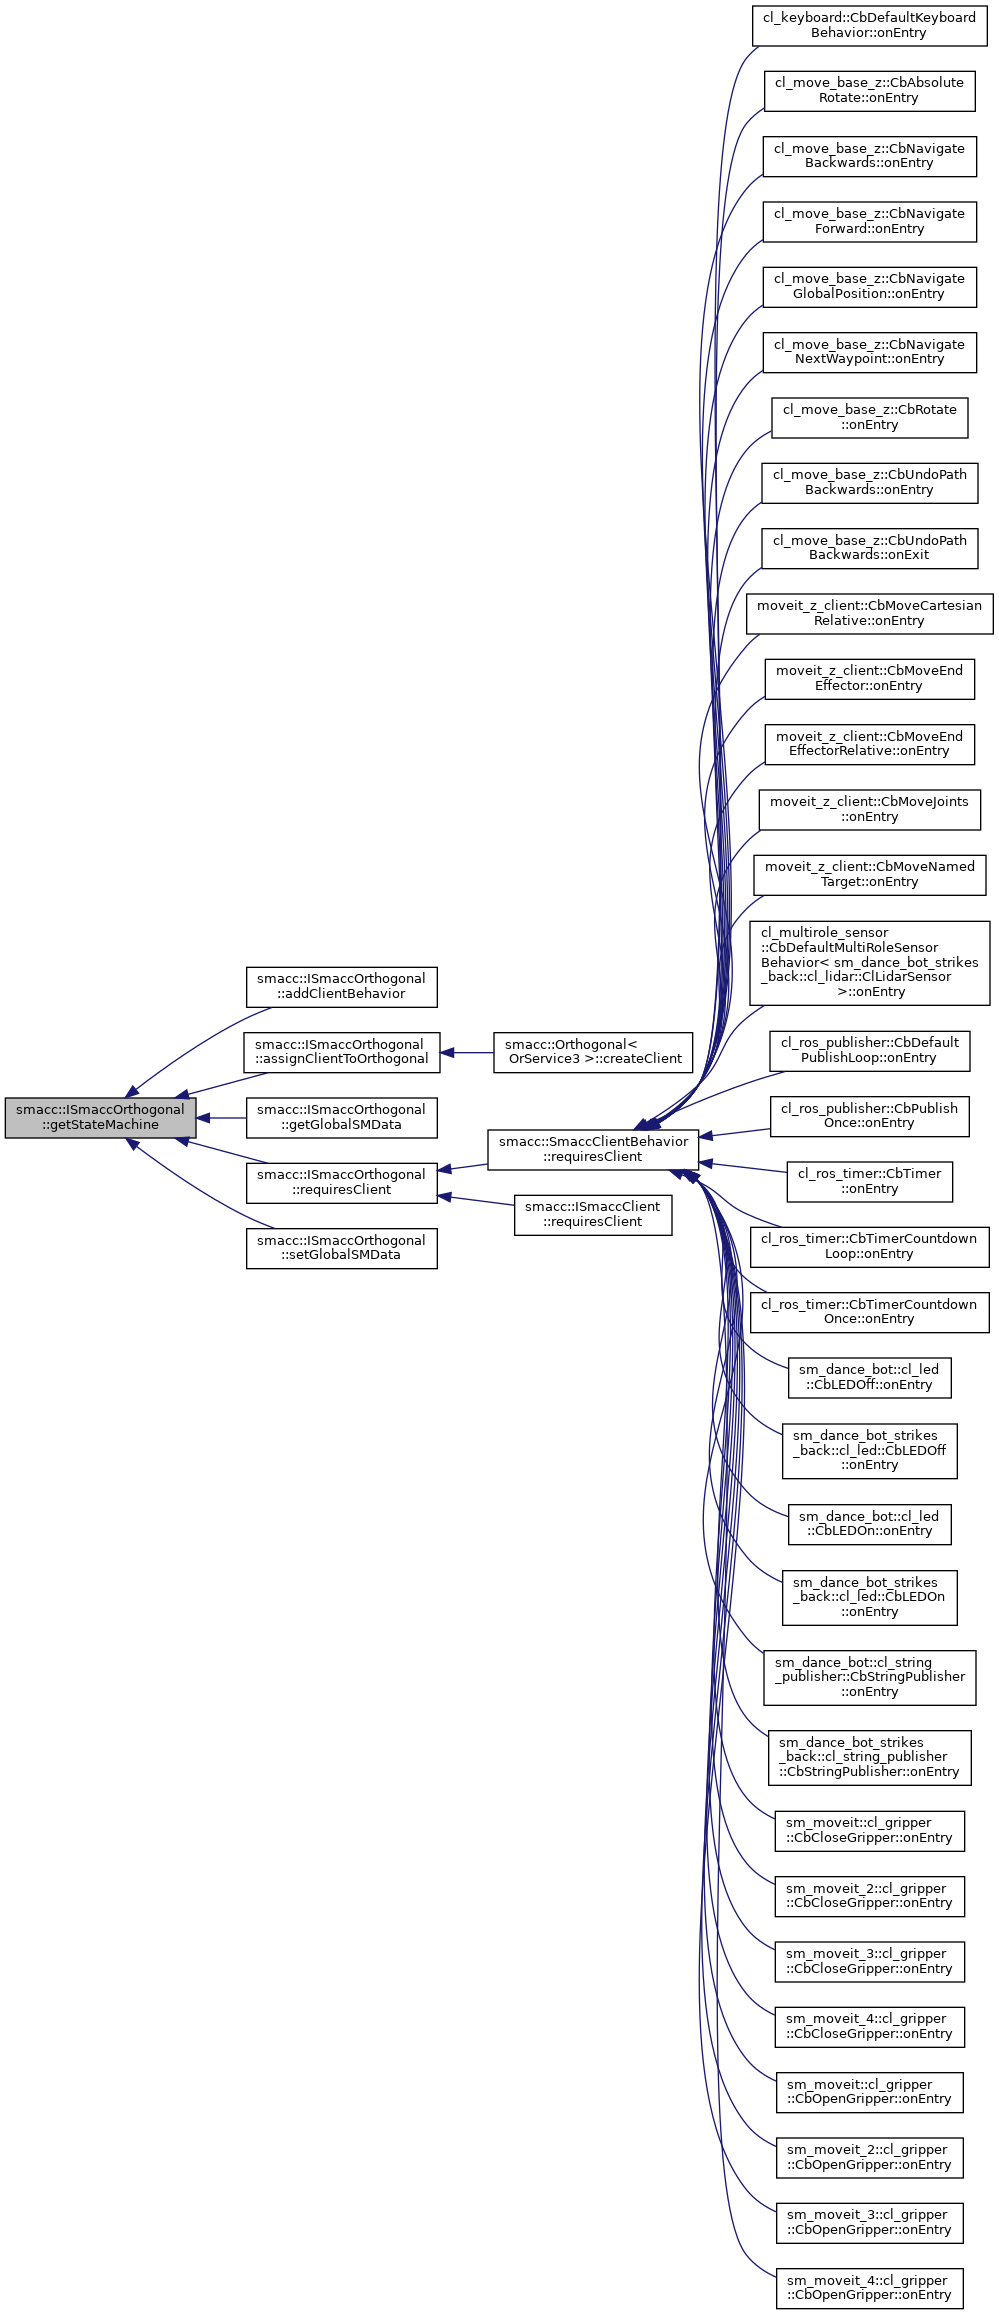 smacc::ISmaccOrthogonal
::getStateMachine
smacc::ISmaccOrthogonal
::addClientBehavior
smacc::ISmaccOrthogonal
::assignClientToOrthogonal
smacc::ISmaccOrthogonal
::getGlobalSMData
smacc::ISmaccOrthogonal
::requiresClient
smacc::ISmaccOrthogonal
::setGlobalSMData
smacc::Orthogonal<
OrService3 >::createClient
smacc::SmaccClientBehavior
::requiresClient
smacc::ISmaccClient
::requiresClient
cl_keyboard::CbDefaultKeyboard
Behavior::onEntry
cl_move_base_z::CbAbsolute
Rotate::onEntry
cl_move_base_z::CbNavigate
Backwards::onEntry
cl_move_base_z::CbNavigate
Forward::onEntry
cl_move_base_z::CbNavigate
GlobalPosition::onEntry
cl_move_base_z::CbNavigate
NextWaypoint::onEntry
cl_move_base_z::CbRotate
::onEntry
cl_move_base_z::CbUndoPath
Backwards::onEntry
cl_move_base_z::CbUndoPath
Backwards::onExit
moveit_z_client::CbMoveCartesian
Relative::onEntry
moveit_z_client::CbMoveEnd
Effector::onEntry
moveit_z_client::CbMoveEnd
EffectorRelative::onEntry
moveit_z_client::CbMoveJoints
::onEntry
moveit_z_client::CbMoveNamed
Target::onEntry
cl_multirole_sensor
::CbDefaultMultiRoleSensor
Behavior< sm_dance_bot_strikes
_back::cl_lidar::ClLidarSensor
>::onEntry
cl_ros_publisher::CbDefault
PublishLoop::onEntry
cl_ros_publisher::CbPublish
Once::onEntry
cl_ros_timer::CbTimer
::onEntry
cl_ros_timer::CbTimerCountdown
Loop::onEntry
cl_ros_timer::CbTimerCountdown
Once::onEntry
sm_dance_bot::cl_led
::CbLEDOff::onEntry
sm_dance_bot_strikes
_back::cl_led::CbLEDOff
::onEntry
sm_dance_bot::cl_led
::CbLEDOn::onEntry
sm_dance_bot_strikes
_back::cl_led::CbLEDOn
::onEntry
sm_dance_bot::cl_string
_publisher::CbStringPublisher
::onEntry
sm_dance_bot_strikes
_back::cl_string_publisher
::CbStringPublisher::onEntry
sm_moveit::cl_gripper
::CbCloseGripper::onEntry
sm_moveit_2::cl_gripper
::CbCloseGripper::onEntry
sm_moveit_3::cl_gripper
::CbCloseGripper::onEntry
sm_moveit_4::cl_gripper
::CbCloseGripper::onEntry
sm_moveit::cl_gripper
::CbOpenGripper::onEntry
sm_moveit_2::cl_gripper
::CbOpenGripper::onEntry
sm_moveit_3::cl_gripper
::CbOpenGripper::onEntry
sm_moveit_4::cl_gripper
::CbOpenGripper::onEntry